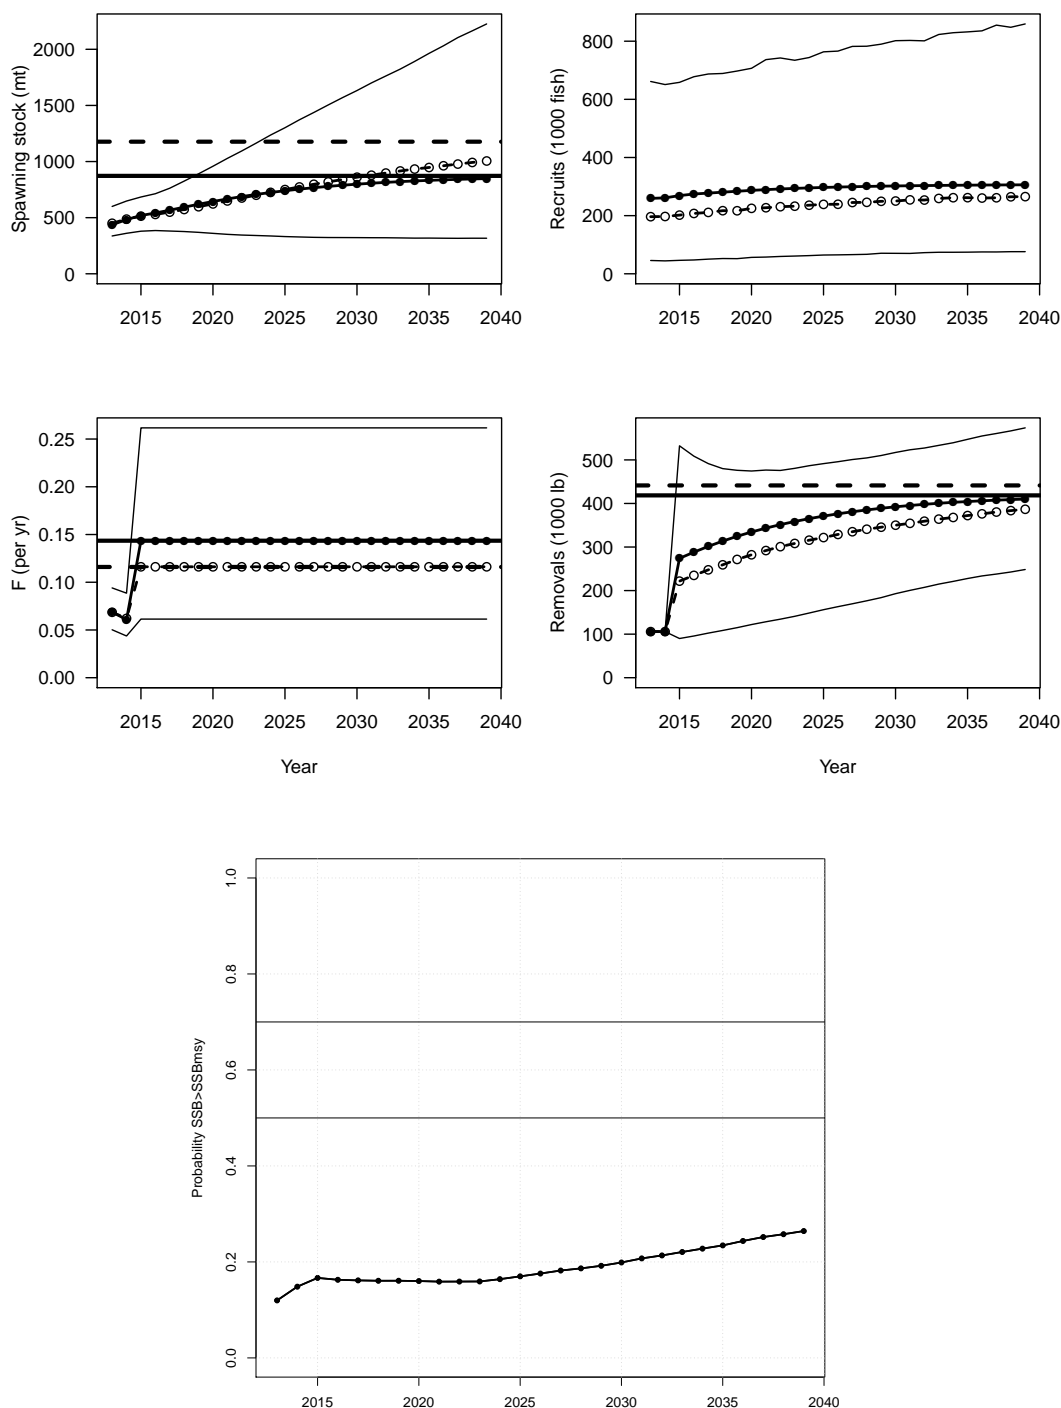 Spawning stock (mt)
2000
1500
1000
500
0
2015 2020 2025 2030 2035 2040
Recruits (1000 fish)
800
600
400
200
0
2015 2020 2025 2030 2035 2040
F (per yr)
0.25
0.20
0.15
0.10
0.05
0.00
2015 2020 2025 2030 2035 2040
Year
Removals (1000 lb)
500
400
300
200
100
0
2015 2020 2025 2030 2035 2040
Year
Probability SSB>SSBmsy
1.0
0.8
0.6
0.4
0.2
0.0
2015 2020 2025 2030 2035 2040